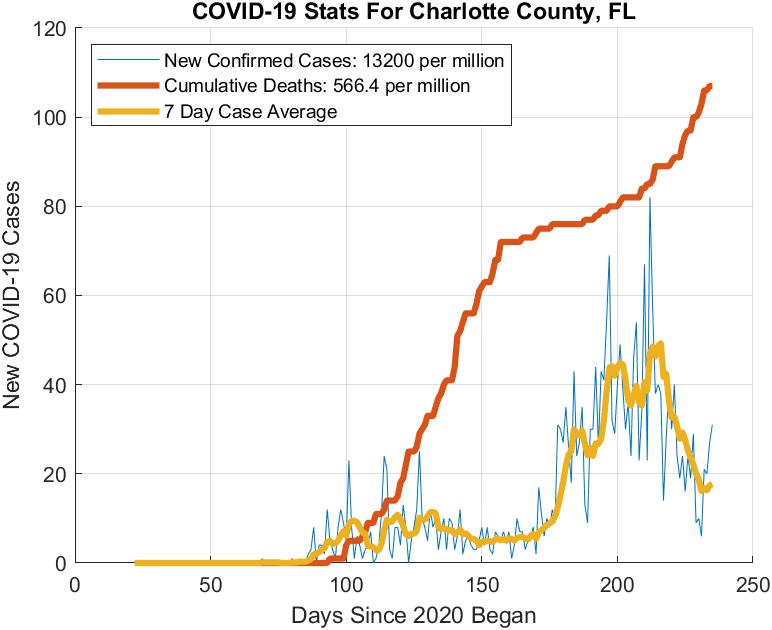 COVID-19 Stats For Charlotte County, FL
120
100
80
60
40
20
0
New COVID-19 Cases
New Confirmed Cases: 13200 per million
Cumulative Deaths: 566.4 per million
7 Day Case Average
0 50 100 150 200 250
Days Since 2020 Began